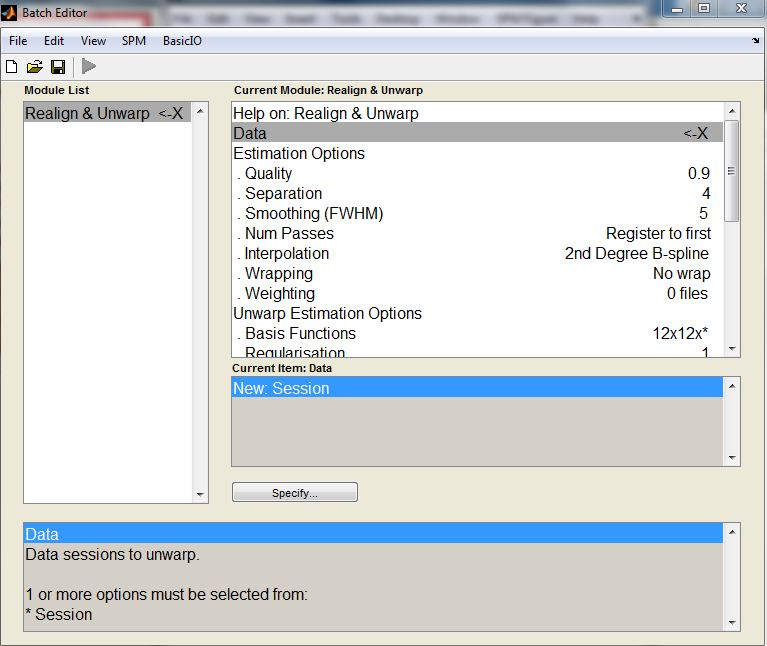 Batch Editor
File Edit View SPM BasicIO
Module List
Realign & Unwarp <-X
Current Module: Realign & Unwarp
Help on: Realign & Unwarp
Data <-X
Estimation Options
. Quality 0.9
. Separation 4
. Smoothing (FWHM) 5
. Num Passes Register to first
. Interpolation 2nd Degree B-spline
. Wrapping No wrap
. Weighting 0 files
Unwarp Estimation Options
. Basis Functions 12x12x*
. Regularisation 1
Current Item: Data
New: Session
Specify...
Data
Data sessions to unwarp.
1 or more options must be selected from:
* Session